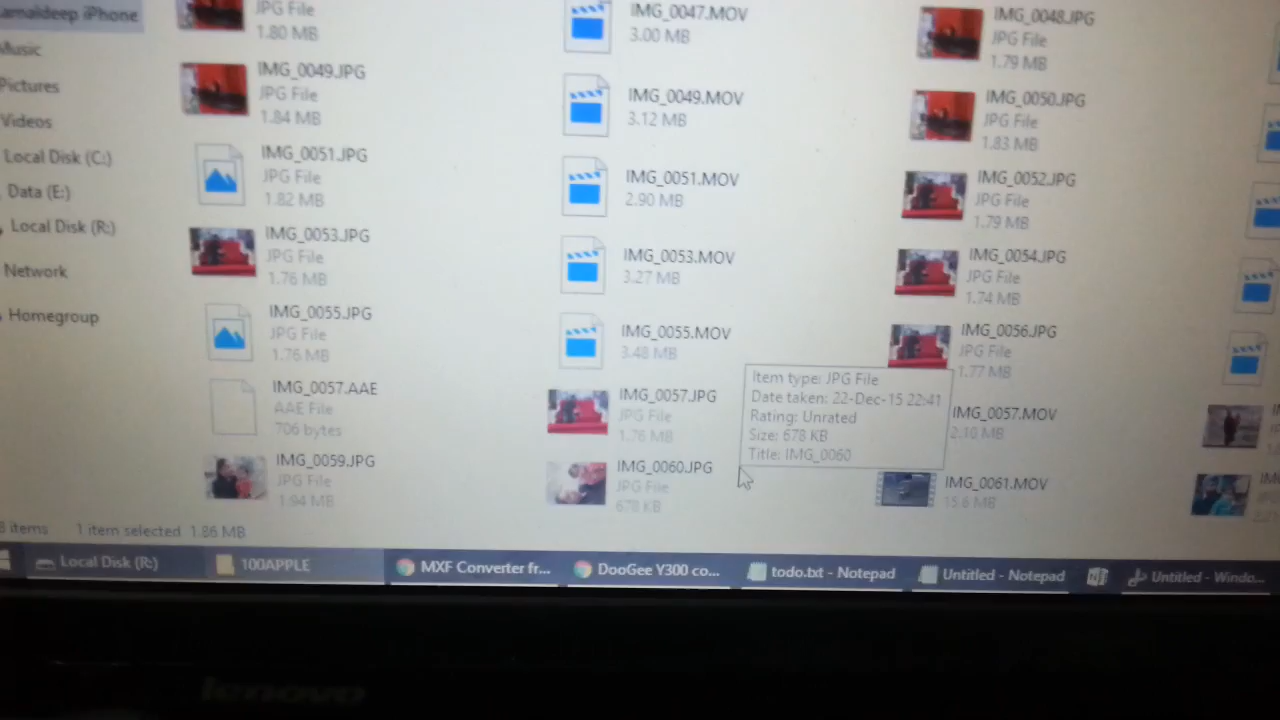 iPhone
Music
Pictures
Videos
Local Disk (C:)
Data (E:)
Local Disk (R:)
Network
Homegroup
JPG File
1.80 MB
IMG_0047.MOV
3.00 MB
IMG_0048.JPG
JPG File
1.79 MB
IMG_0049.JPG
JPG File
1.84 MB
IMG_0049.MOV
3.12 MB
IMG_0050.JPG
JPG File
1.83 MB
IMG_0051.JPG
JPG File
1.82 MB
IMG_0051.MOV
2.90 MB
IMG_0052.JPG
JPG File
1.79 MB
IMG_0053.JPG
JPG File
1.76 MB
IMG_0053.MOV
3.27 MB
IMG_0054.JPG
JPG File
1.74 MB
IMG_0055.JPG
JPG File
1.76 MB
IMG_0055.MOV
3.48 MB
IMG_0056.JPG
JPG File
1.77 MB
IMG_0057.AAE
AAE File
706 bytes
IMG_0057.JPG
JPG File
1.76 MB
Item type: JPG File
Date taken: 22-Dec-15 22:41
Rating: Unrated
Size: 678 KB
Title: IMG_0060
IMG_0057.MOV
2.10 MB
IMG_0059.JPG
JPG File
1.94 MB
IMG_0060.JPG
JPG File
678 KB
IMG_0061.MOV
15.6 MB
items 1 item selected 1.86 MB
Local Disk (R:) 100APPLE MXF Converter fr... DooGee Y300 co... todo.txt - Notepad Untitled - Notepad Untitled - Windo...
lenovo